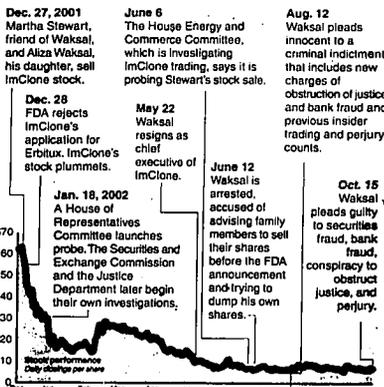 Dec. 27, 2001
Martha Stewart,
friend of Waksal,
and Aliza Waksal,
his daughter, sell
ImClone stock.
Dec. 28
FDA rejects
ImClone's
application for
Erbitux. ImClone's
stock plummets.
Jan. 18, 2002
A House of
Representatives
Committee launches
probe. The Securities and
Exchange Commission
and the Justice
Department later begin
their own investigations.
May 22
Waksal
resigns as
chief
executive of
ImClone.
June 6
The House Energy and
Commerce Committee,
which is Investigating
ImClone trading, says it is
probing Stewart's stock sale.
June 12
Waksal is
arrested,
accused of
advising family
members to sell
their shares
before the FDA
announcement
and trying to
dump his own
shares.
Aug. 12
Waksal pleads
innocent to a
criminal indictment
that includes new
charges of
obstruction of justice
and bank fraud and
previous insider
trading and perjury
counts.
Oct. 15
Waksal
pleads guilty
to securities
fraud, bank
fraud,
conspiracy to
obstruct
justice, and
perjury.
70
60
50
40
30
20
10
0
Stock performance
Daily closings per share